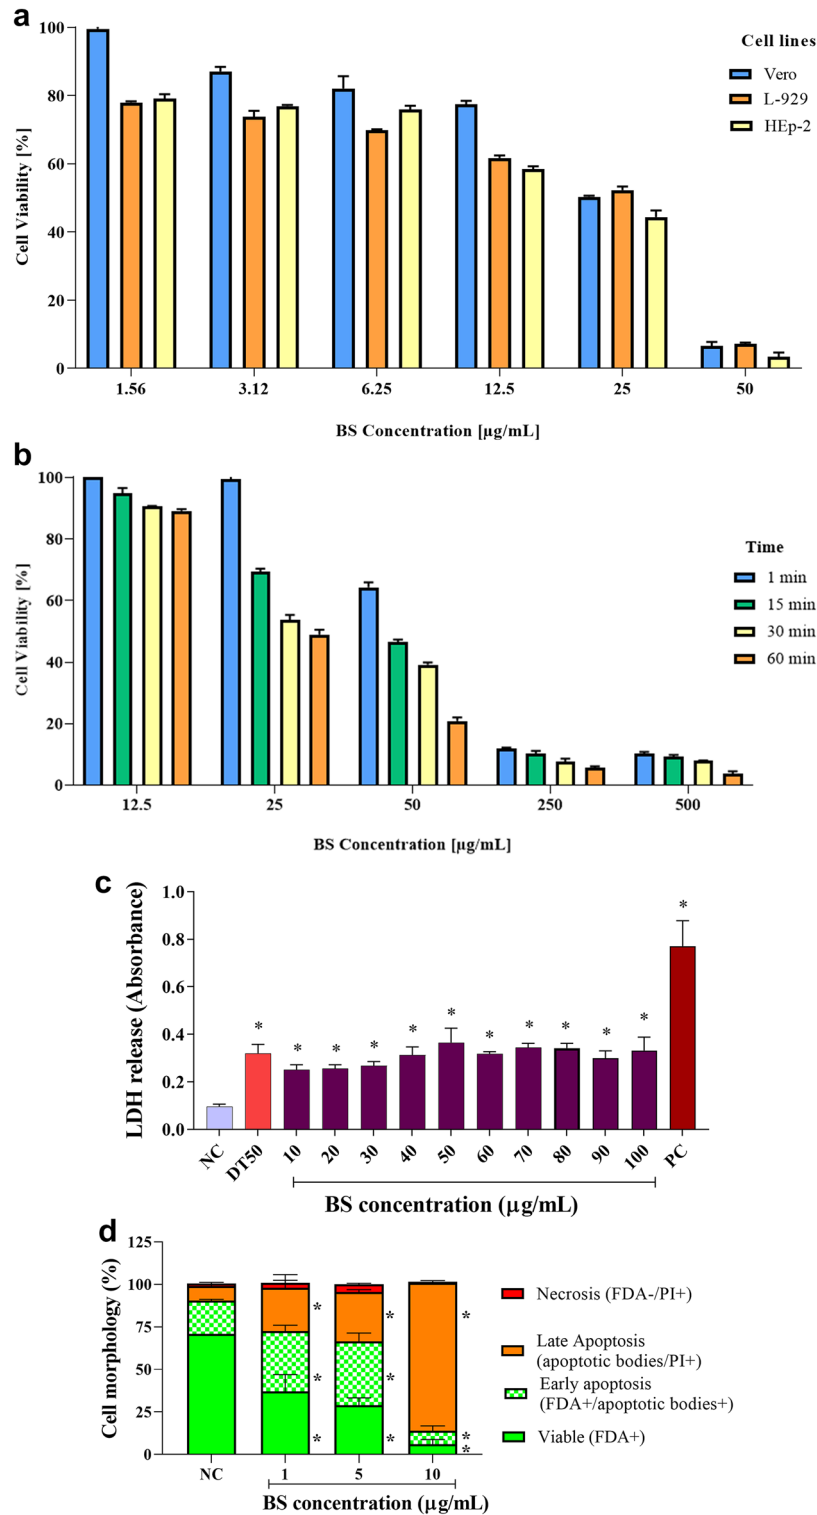 a
100
80
60
40
20
0
Cell Viability [%]
1.56 3.12 6.25 12.5 25 50
BS Concentration [µg/mL]
Cell lines
Vero
L-929
HEp-2
b
100
80
60
40
20
0
Cell Viability [%]
12.5 25 50 250 500
BS Concentration [µg/mL]
Time
1 min
15 min
30 min
60 min
c
1.0
0.8
0.6
0.4
0.2
0.0
LDH release (Absorbance)
* * * * * * * * * * * *
NC DT50 10 20 30 40 50 60 70 80 90 100 PC
BS concentration (µg/mL)
d
125
100
75
50
25
0
Cell morphology (%)
* * *
* * *
* * *
NC 1 5 10
BS concentration (µg/mL)
Necrosis (FDA-/PI+)
Late Apoptosis
(apoptotic bodies/PI+)
Early apoptosis
(FDA+/apoptotic bodies+)
Viable (FDA+)